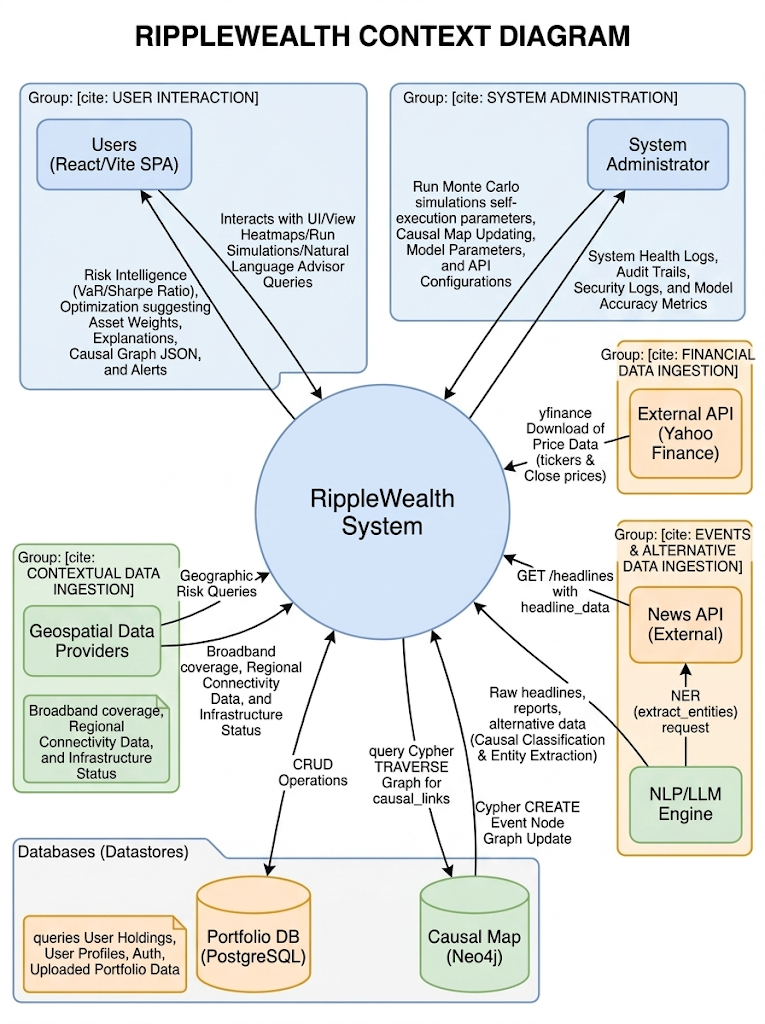 RIPPLEWEALTH CONTEXT DIAGRAM
Group: [cite: USER INTERACTION]
Users
(React/Vite SPA)
Interacts with UI/View
Heatmaps/Run
Simulations/Natural
Language Advisor
Queries
Risk Intelligence
(VaR/Sharpe Ratio),
Optimization suggesting
Asset Weights,
Explanations,
Causal Graph JSON,
and Alerts
Group: [cite: SYSTEM ADMINISTRATION]
System
Administrator
Run Monte Carlo
simulations self-
execution parameters,
Causal Map Updating,
Model Parameters,
and API
Configurations
System Health Logs,
Audit Trails,
Security Logs, and Model
Accuracy Metrics
Group: [cite: FINANCIAL
DATA INGESTION]
External API
(Yahoo
Finance)
yfinance
Download of
Price Data
(tickers &
Close prices)
RippleWealth
System
Group: [cite:
CONTEXTUAL DATA
INGESTION]
Geospatial Data
Providers
Broadband coverage,
Regional
Connectivity Data,
and Infrastructure
Status
Geographic
Risk Queries
Broadband
coverage, Regional
Connectivity
Data, and
Infrastructure
Status
Group: [cite: EVENTS
& ALTERNATIVE
DATA INGESTION]
News API
(External)
GET /headlines
with
headline_data
NER
(extract_entities)
request
NLP/LLM
Engine
Raw headlines,
reports,
alternative data
(Causal Classification
& Entity Extraction)
CRUD
Operations
query Cypher
TRAVERSE
Graph for
causal_links
Cypher CREATE
Event Node
Graph Update
Databases (Datastores)
queries User Holdings,
User Profiles, Auth,
Uploaded Portfolio Data
Portfolio DB
(PostgreSQL)
Causal Map
(Neo4j)